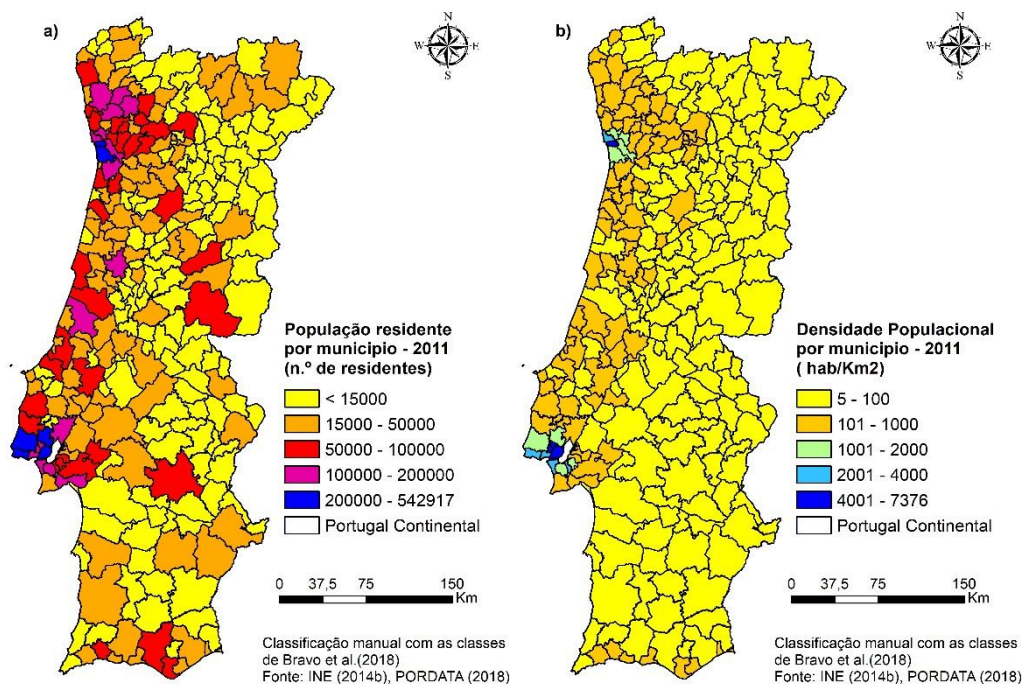 a)
N
W
E
S
População residente
por municipio - 2011
(n.º de residentes)
< 15000
15000 - 50000
50000 - 100000
100000 - 200000
200000 - 542917
Portugal Continental
0 37,5 75 150
Km
Classificação manual com as classes
de Bravo et al.(2018)
Fonte: INE (2014b), PORDATA (2018)
b)
N
W
E
S
Densidade Populacional
por municipio - 2011
( hab/Km2)
5 - 100
101 - 1000
1001 - 2000
2001 - 4000
4001 - 7376
Portugal Continental
0 37,5 75 150
Km
Classificação manual com as classes
de Bravo et al.(2018)
Fonte: INE (2014b), PORDATA (2018)